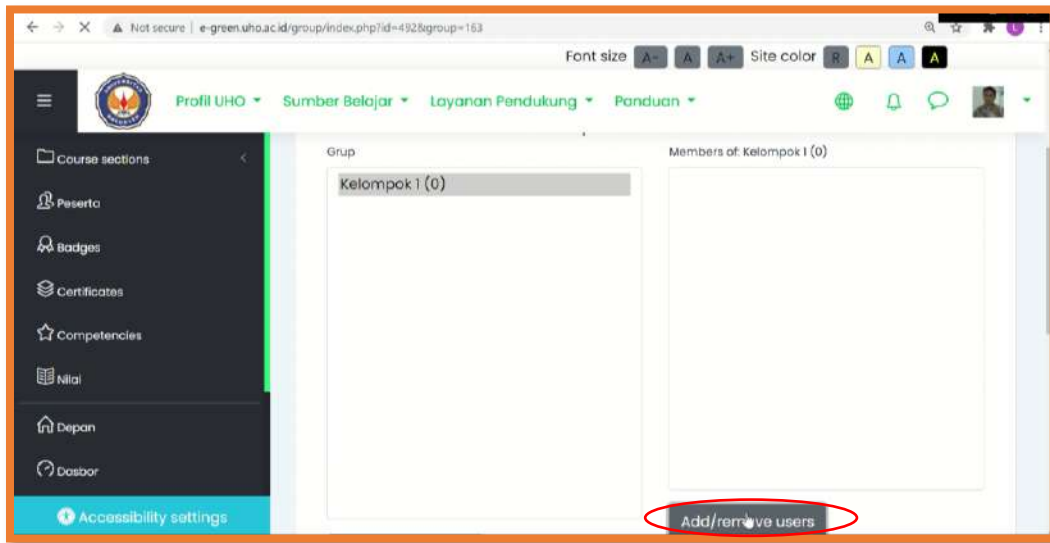 Not secure | e-green.uho.ac.id/group/index.php?id=492&group=163
Font size A- A A+ Site color R A A A
Profil UHO Sumber Belajar Layanan Pendukung Panduan
Course sections
Peserta
Badges
Certificates
Competencies
Nilai
Depan
Dasbor
Accessibility settings
Grup
Kelompok 1 (0)
Members of: Kelompok 1 (0)
Add/remove users